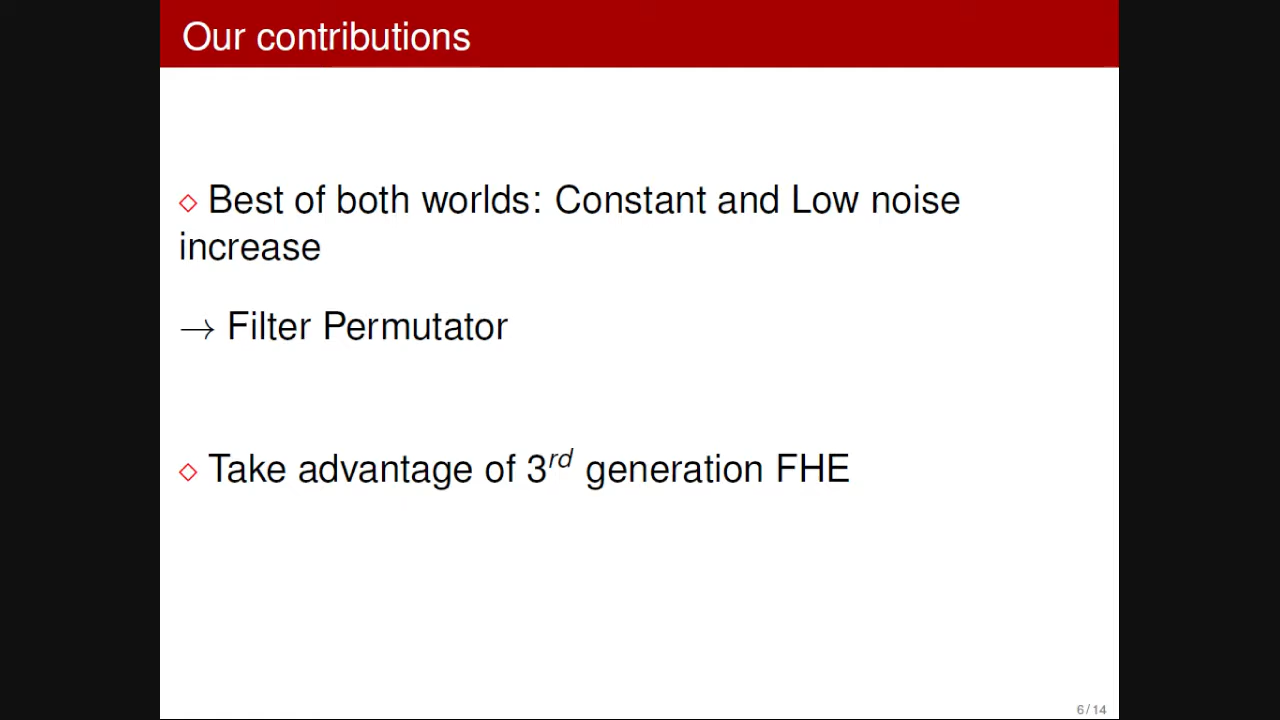 Our contributions
⋄ Best of both worlds: Constant and Low noise
increase
→ Filter Permutator
⋄ Take advantage of 3rd generation FHE
6/14